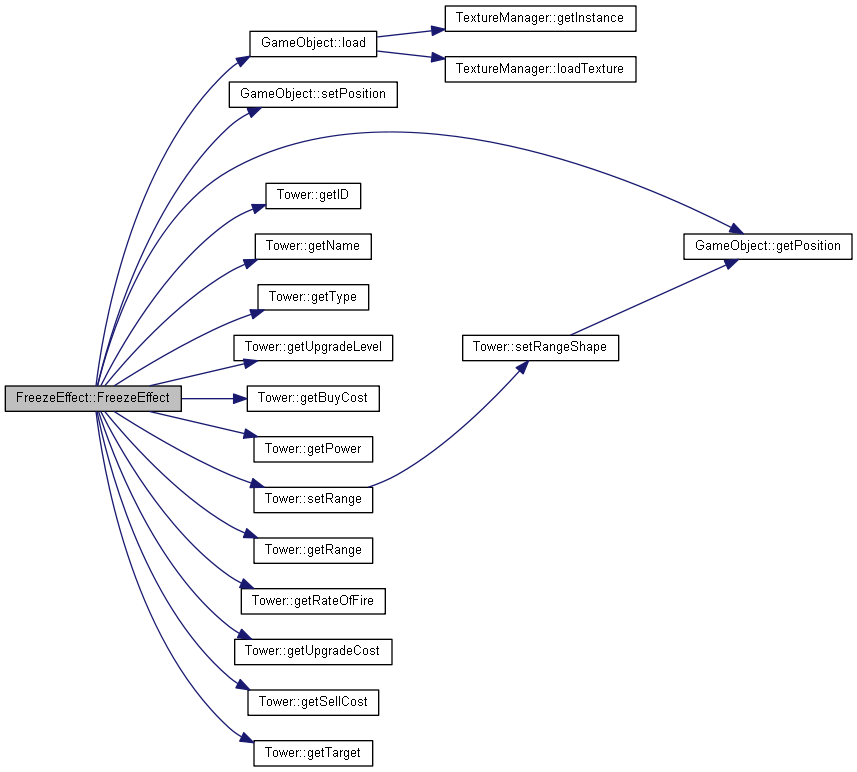 TextureManager::getInstance
GameObject::load
TextureManager::loadTexture
GameObject::setPosition
Tower::getID
Tower::getName
GameObject::getPosition
Tower::getType
Tower::getUpgradeLevel
Tower::setRangeShape
FreezeEffect::FreezeEffect
Tower::getBuyCost
Tower::getPower
Tower::setRange
Tower::getRange
Tower::getRateOfFire
Tower::getUpgradeCost
Tower::getSellCost
Tower::getTarget